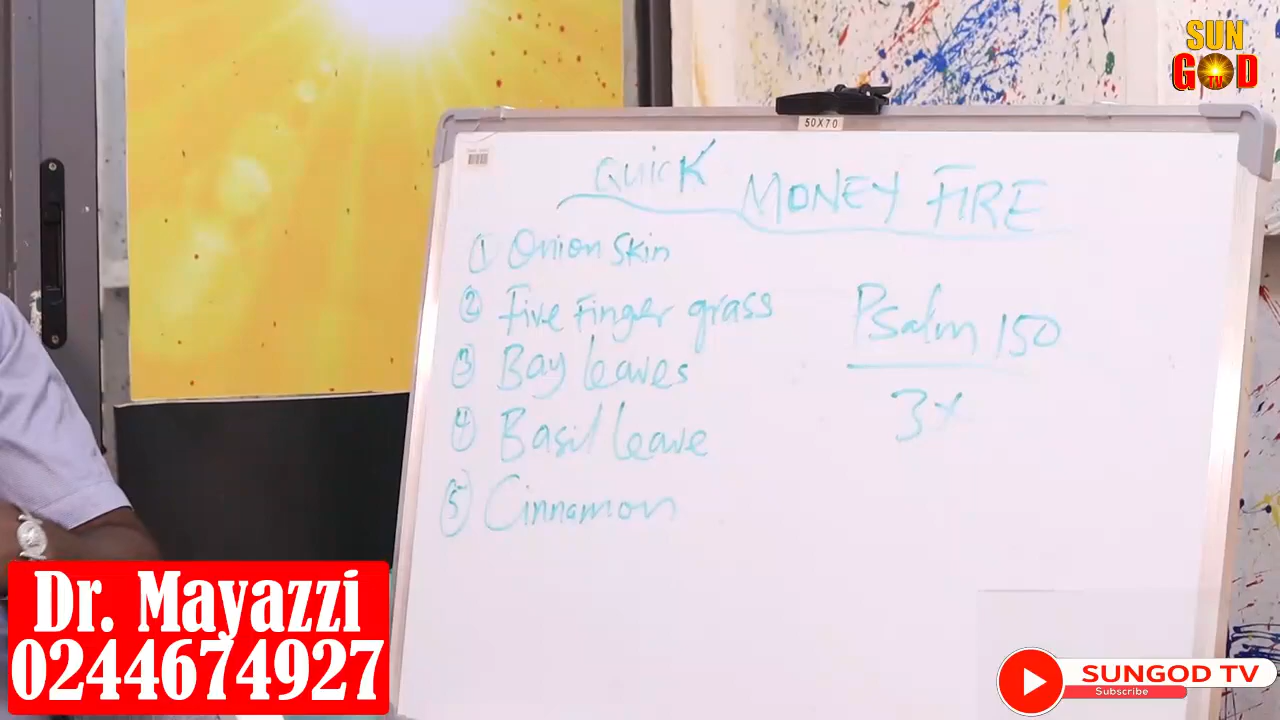 SUN
GOD
TV
50X70
QUICK MONEY FIRE
① Onion Skin
② Five Finger grass
③ Bay leaves
④ Basil leave
⑤ Cinnamon
Psalm 150
3x
Dr. Mayazzi
0244674927
SUNGOD TV
Subscribe